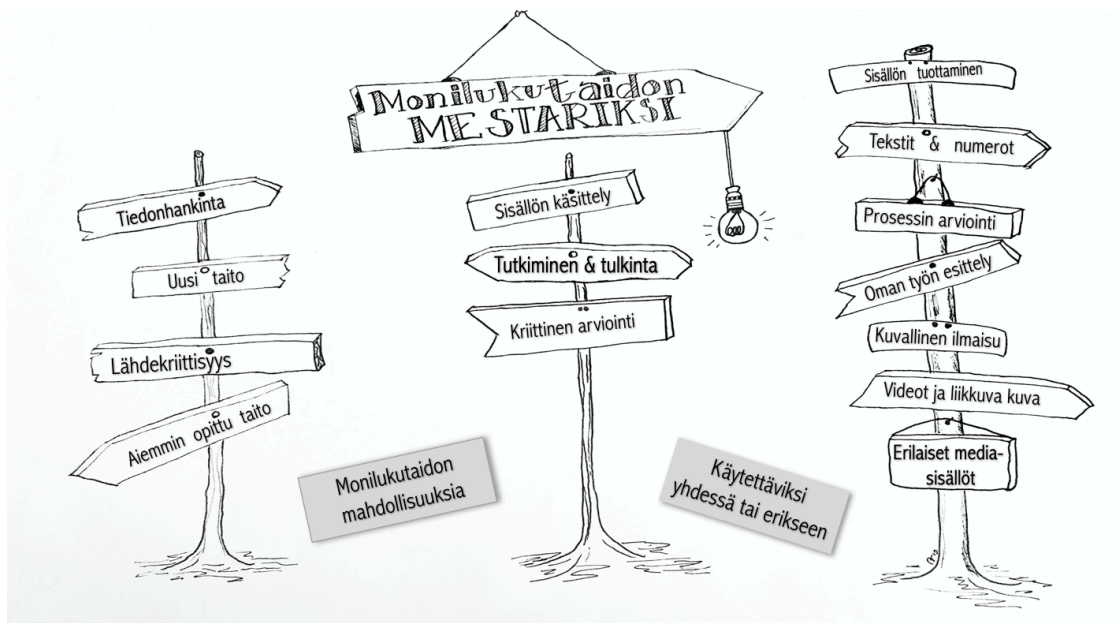 Monilukutaidon
MESTARIKSI
Tiedonhankinta
Uusi taito
Lähdekriittisyys
Aiemmin opittu taito
Sisällön käsittely
Tutkiminen & tulkinta
Kriittinen arviointi
Sisällön tuottaminen
Tekstit & numerot
Prosessin arviointi
Oman työn esittely
Kuvallinen ilmaisu
Videot ja liikkuva kuva
Erilaiset media-
sisällöt
Monilukutaidon
mahdollisuuksia
Käytettäviksi
yhdessä tai erikseen